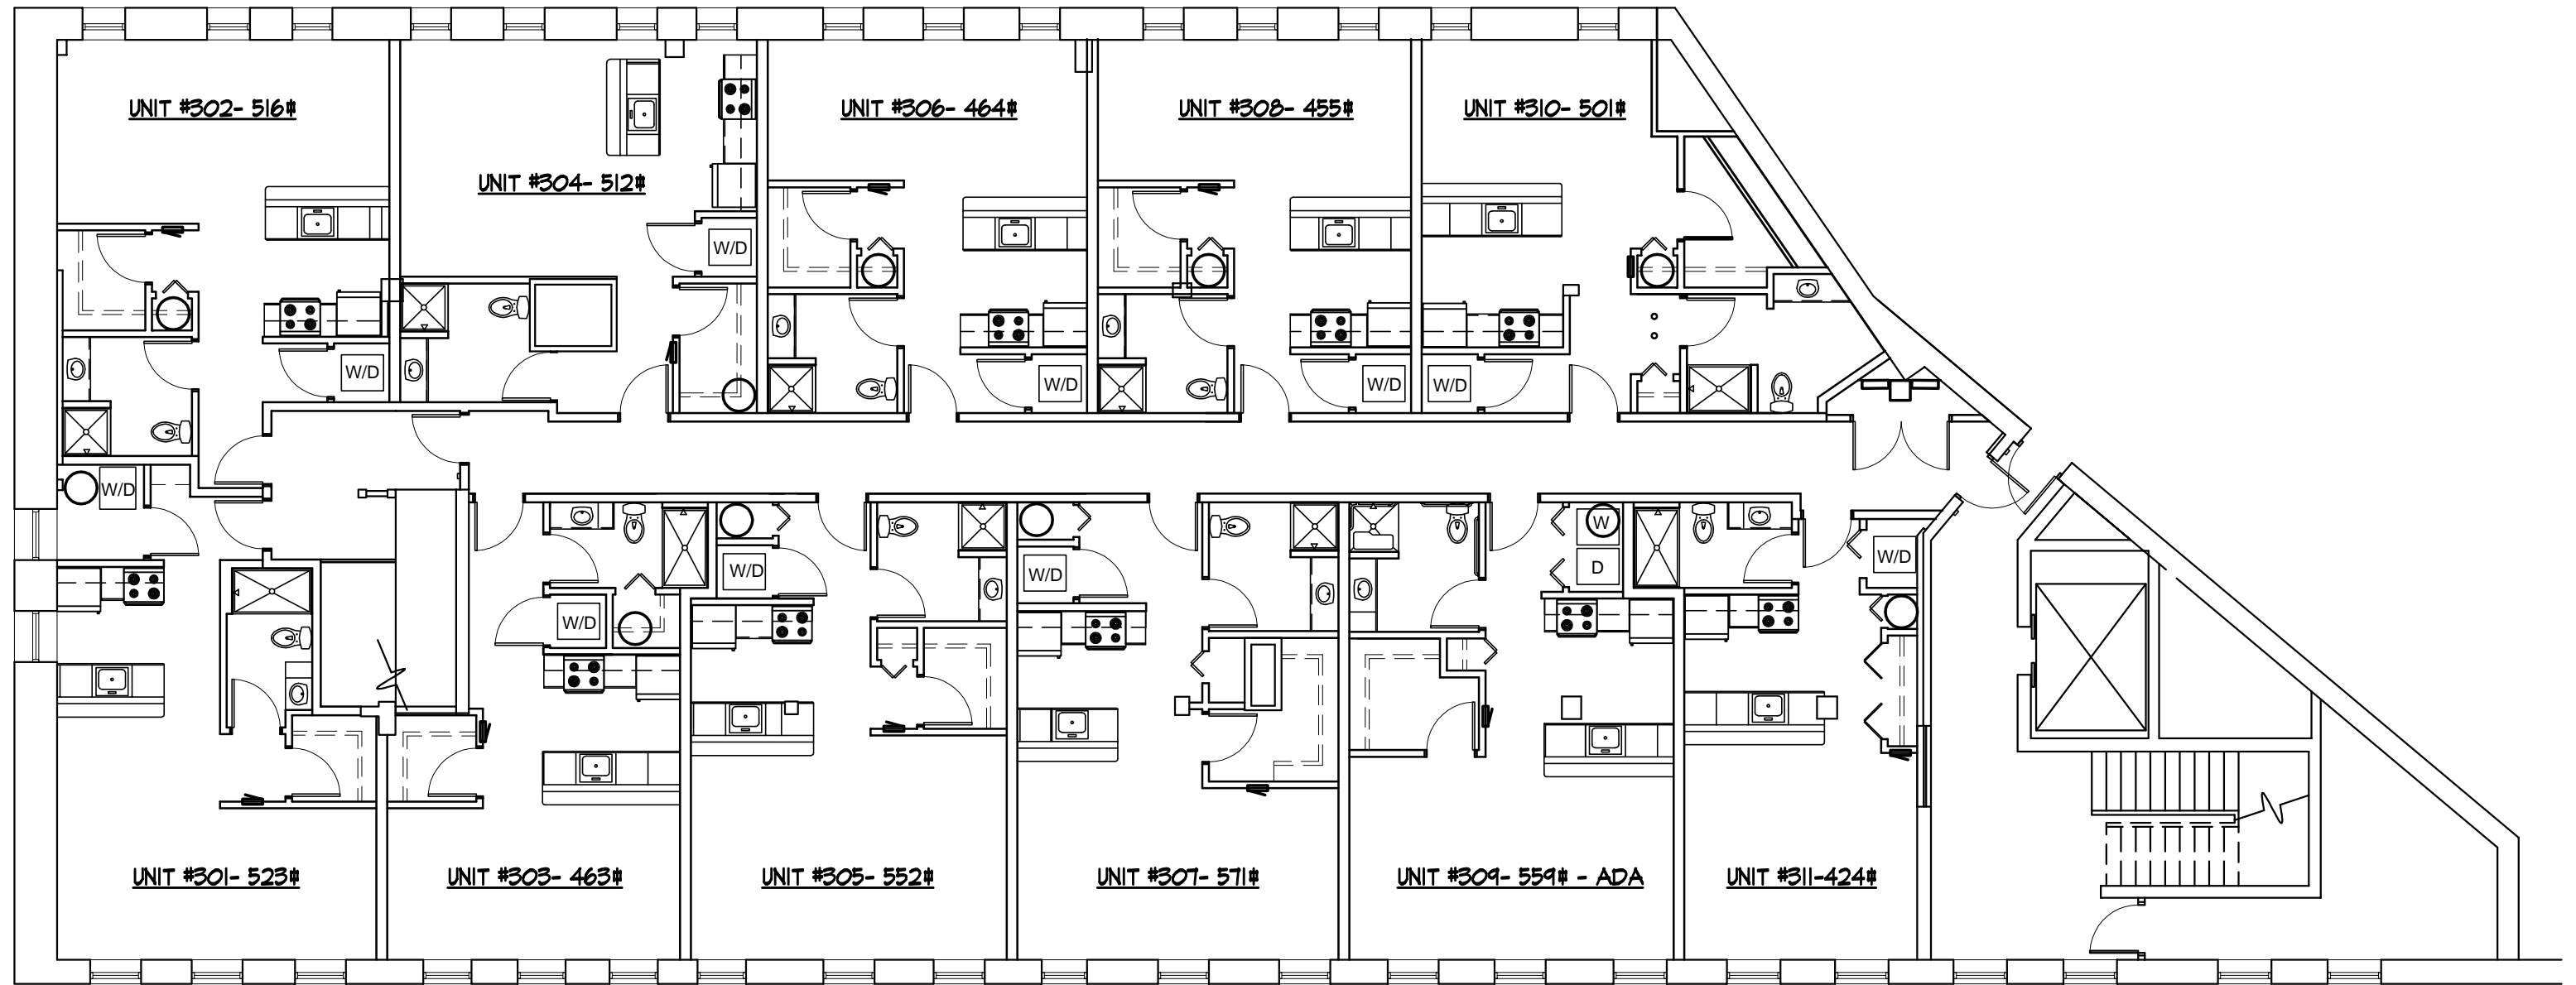 UNIT #302- 516⌗
UNIT #304- 512⌗
UNIT #306- 464⌗
UNIT #308- 455⌗
UNIT #310- 501⌗
W/D
W/D
W/D
W/D
W/D
W/D
W/D
W/D
W/D
W
D
W/D
UNIT #301- 523⌗
UNIT #303- 463⌗
UNIT #305- 552⌗
UNIT #307- 571⌗
UNIT #309- 559⌗ - ADA
UNIT #311-424⌗